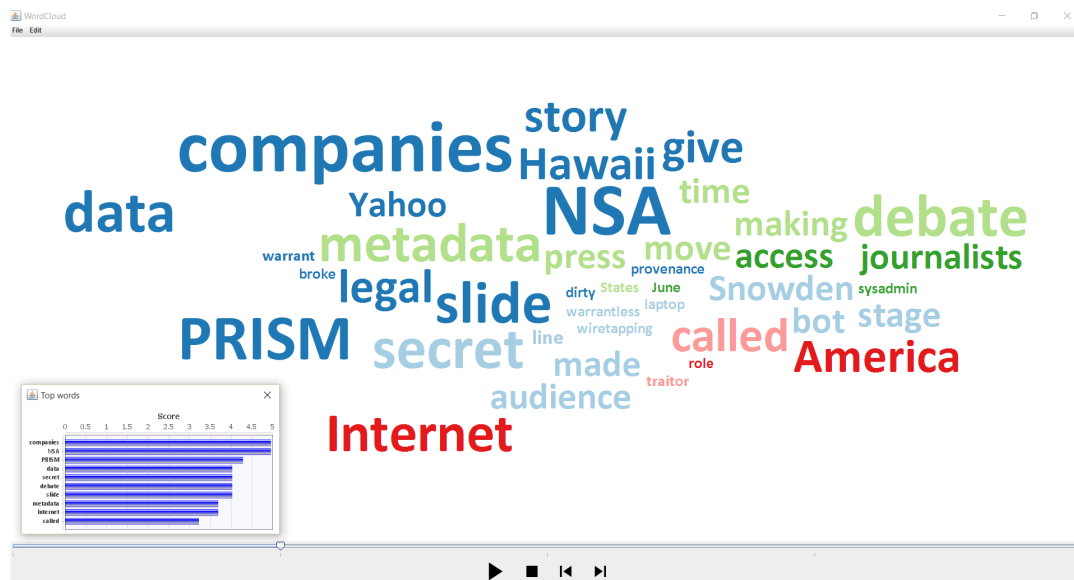 WordCloud
File Edit
story
companies
Hawaii
give
data
Yahoo
NSA
time
making
debate
metadata
warrant
press
move
access
journalists
broke
provenance
legal
slide
dirty
States
June
Snowden
sysadmin
laptop
warrantless
wiretapping
bot
stage
PRISM
secret
line
called
made
role
America
traitor
audience
Internet
Top words
Score
0 0.5 1 1.5 2 2.5 3 3.5 4 4.5 5
companies
NSA
PRISM
data
secret
debate
slide
metadata
Internet
called